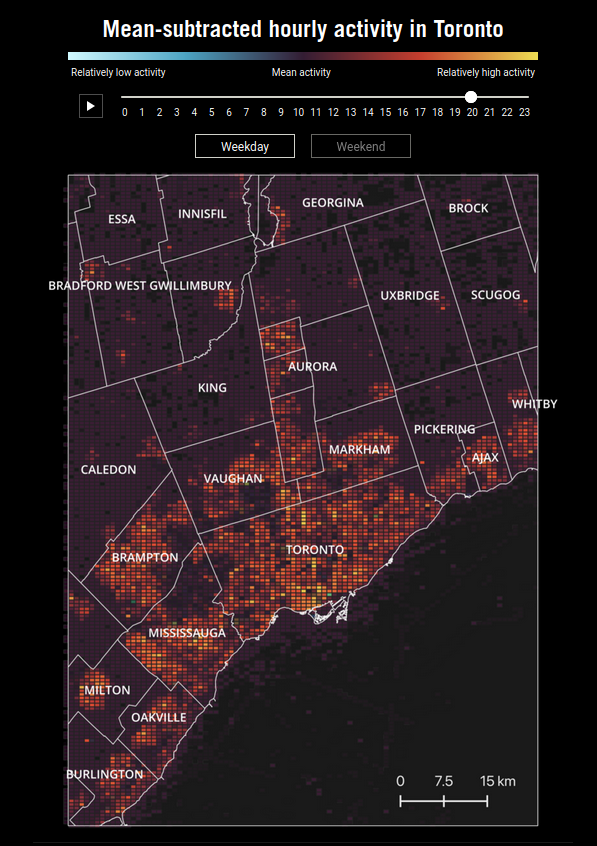 Mean-subtracted hourly activity in Toronto
Relatively low activity Mean activity Relatively high activity
0 1 2 3 4 5 6 7 8 9 10 11 12 13 14 15 16 17 18 19 20 21 22 23
Weekday Weekend
GEORGINA
BROCK
INNISFIL
ESSA
BRADFORD WEST GWILLIMBURY
UXBRIDGE SCUGOG
AURORA
KING
WHITBY
PICKERING
MARKHAM
AJAX
CALEDON
VAUGHAN
TORONTO
BRAMPTON
MISSISSAUGA
MILTON
OAKVILLE
BURLINGTON
0 7.5 15 km